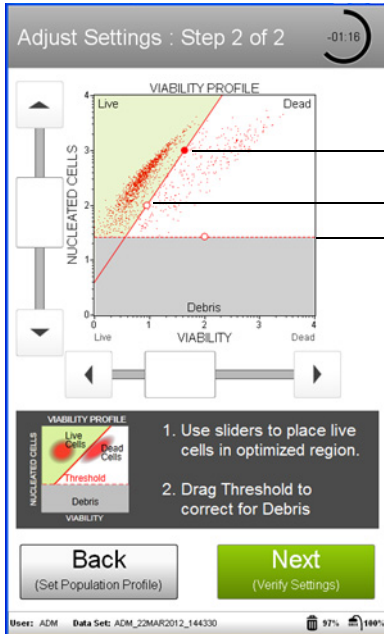 Adjust Settings : Step 2 of 2
-01:16
VIABILITY PROFILE
Live
Dead
NUCLEATED CELLS
4
3
2
1
0
Debris
0 1 2 3 4
Live VIABILITY Dead
VIABILITY PROFILE
NUCLEATED CELLS
Live
Cells
Dead
Cells
Threshold
Debris
VIABILITY
1. Use sliders to place live
cells in optimized region.
2. Drag Threshold to
correct for Debris
Back
(Set Population Profile)
Next
(Verify Settings)
User: ADM Data Set: ADM_22MAR2012_144330 97% 100%